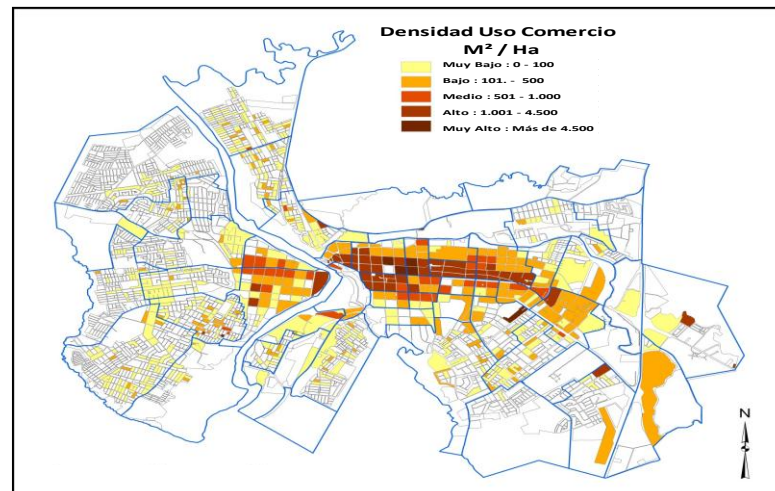 Densidad Uso Comercio
M² / Ha
Muy Bajo : 0 - 100
Bajo : 101. - 500
Medio : 501 - 1.000
Alto : 1.001 - 4.500
Muy Alto : Más de 4.500
N